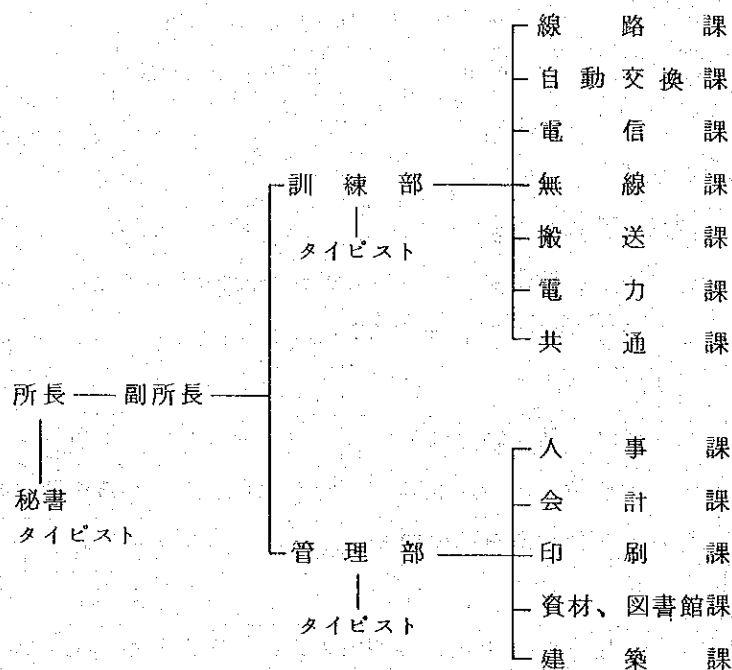 線路課
自動交換課
電信課
訓練部
無線課
タイピスト
搬送課
電力課
共通課
所長
副所長
人事課
秘書
会計課
タイピスト
管理部
印刷課
タイピスト
資材、図書館課
建築課